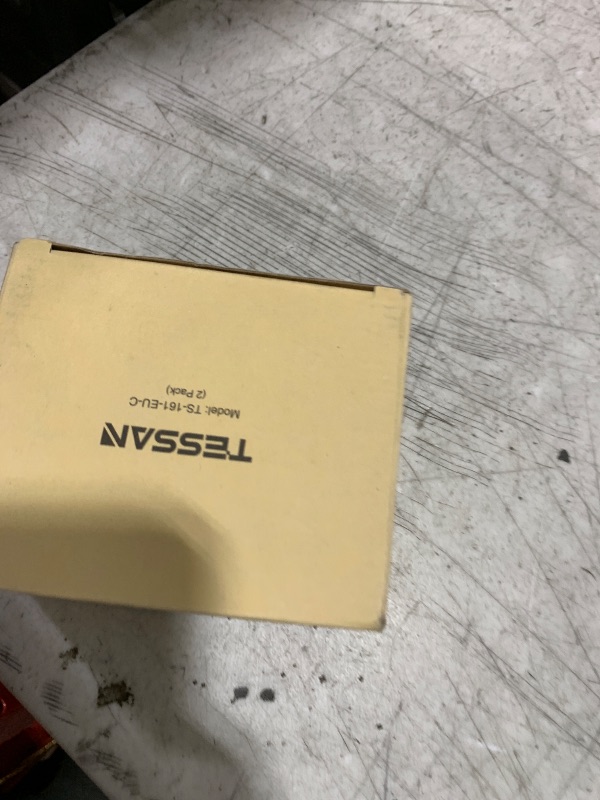 TESSAN
Model: TS-161-EU-C
(2 Pack)